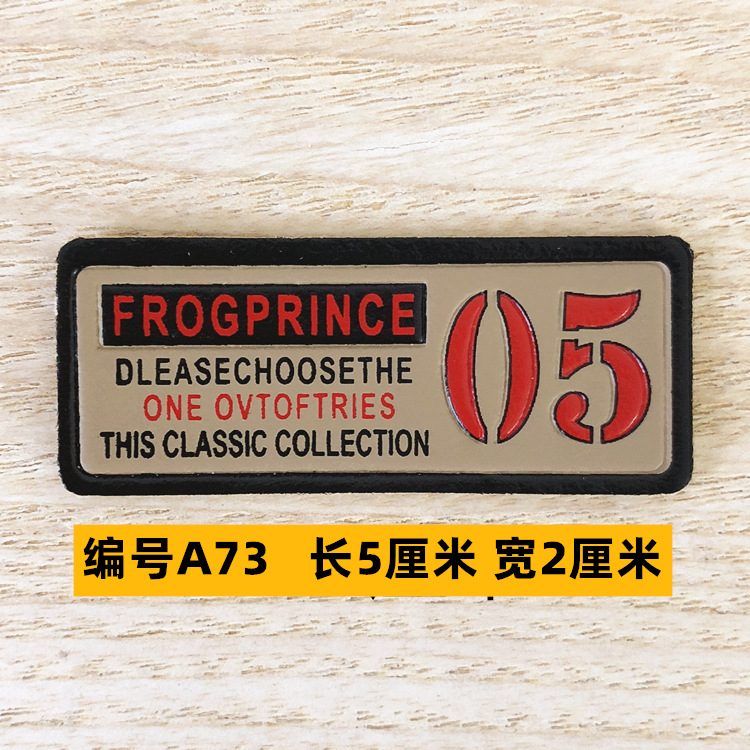 FROGPRINCE
DLEASECHOOSETHE
ONE OVTOFTRIES
THIS CLASSIC COLLECTION
05
编号A73 长5厘米 宽2厘米